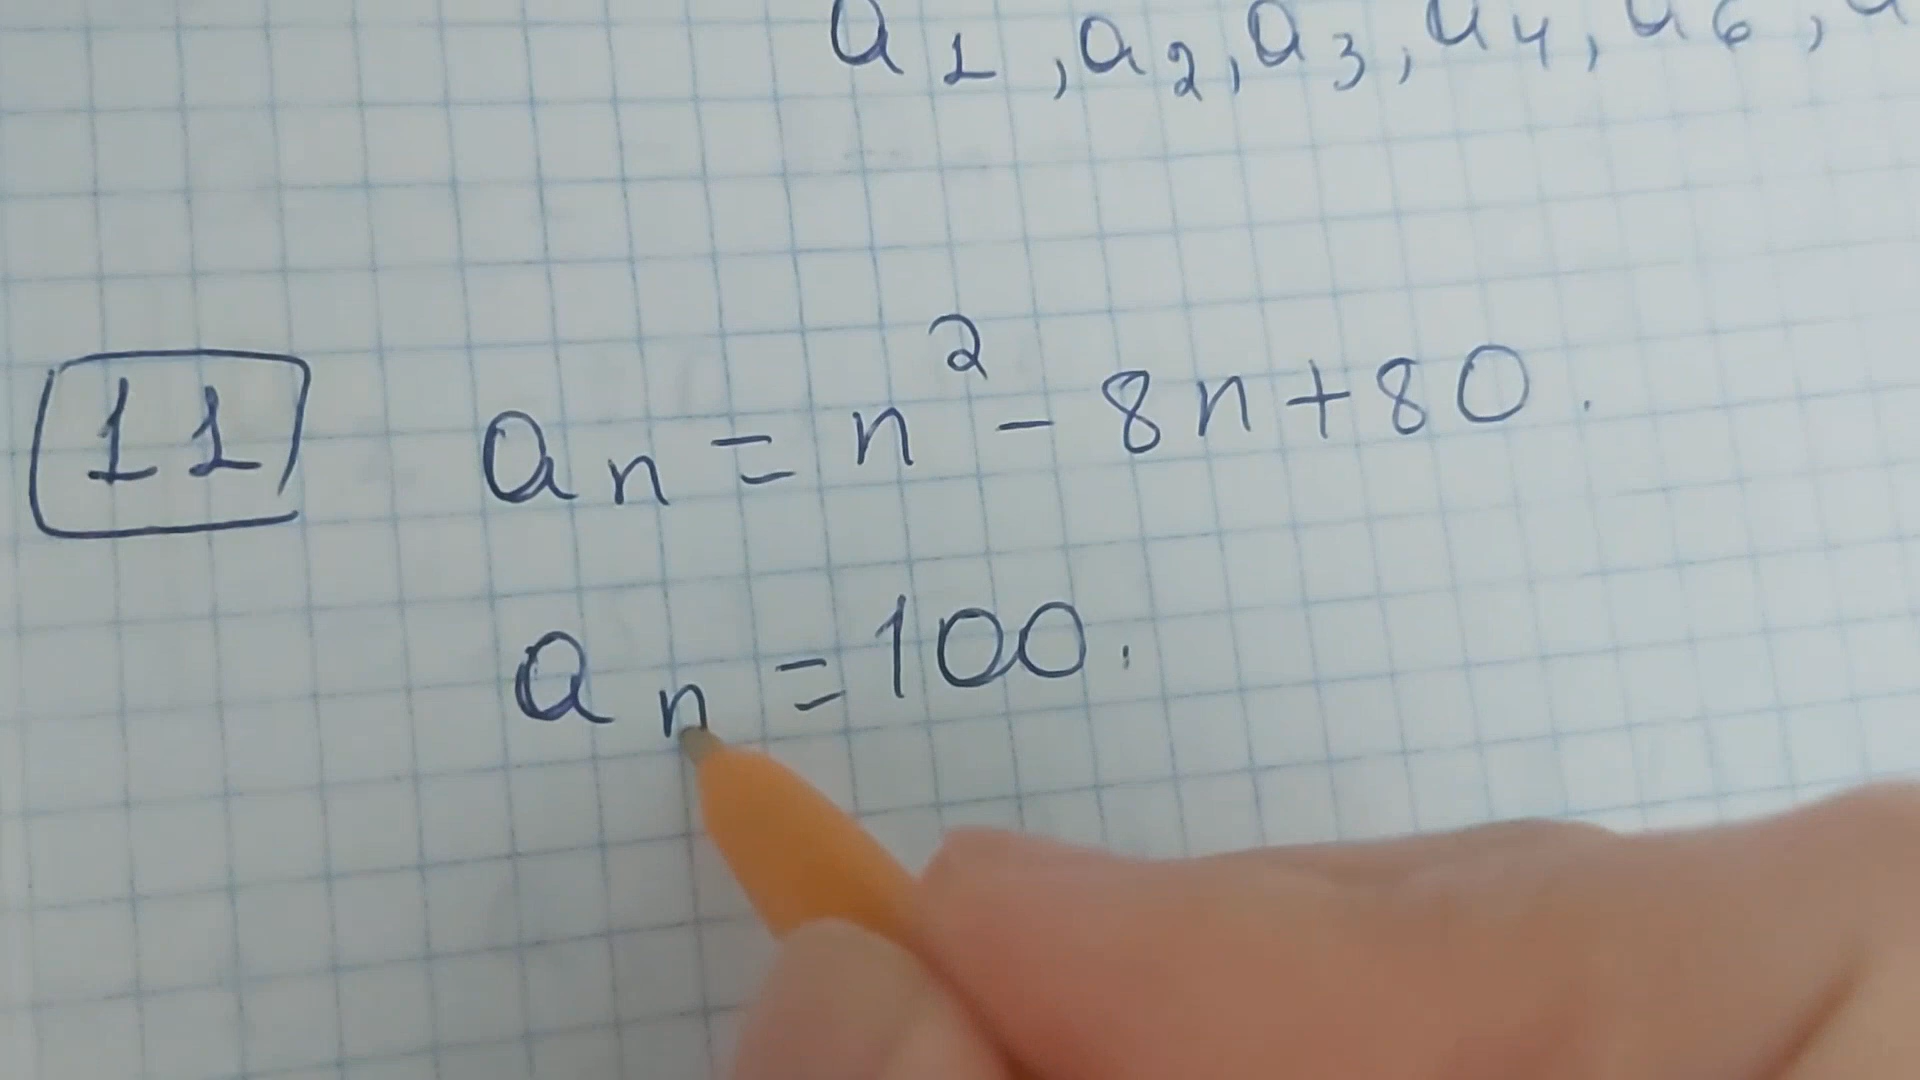 a₁, a₂, a₃, a₄, a₆,
11 aₙ = n² - 8n + 80.
aₙ = 100.